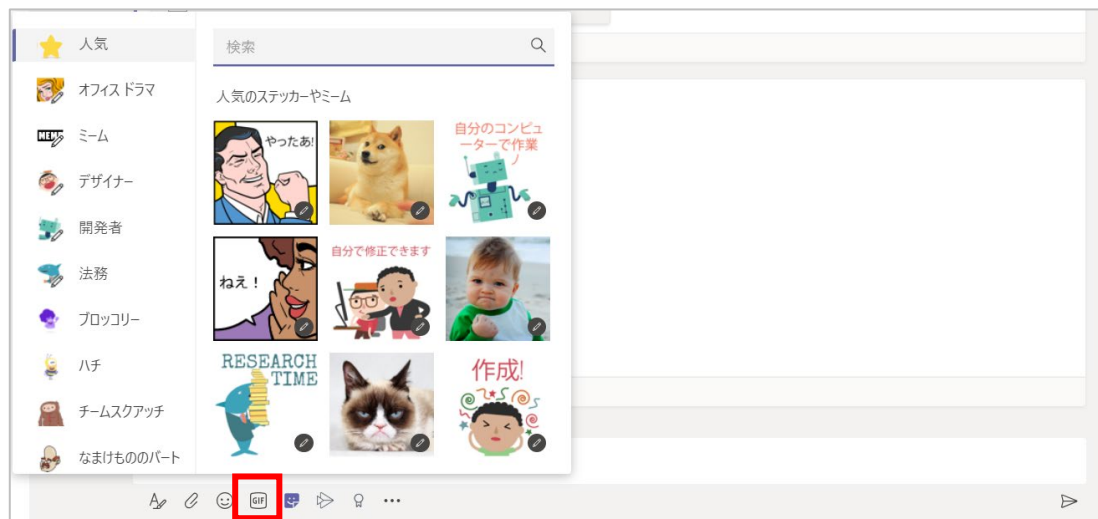 人気
オフィス ドラマ
MEME
ミーム
デザイナー
開発者
法務
ブロッコリー
ハチ
チームスクアッチ
なまけもののバート
検索
人気のステッカーやミーム
やったあ!
自分のコンピュ
ーターで作業
ノ
ねえ！
自分で修正できます
RESEARCH
TIME
作成!
GIF